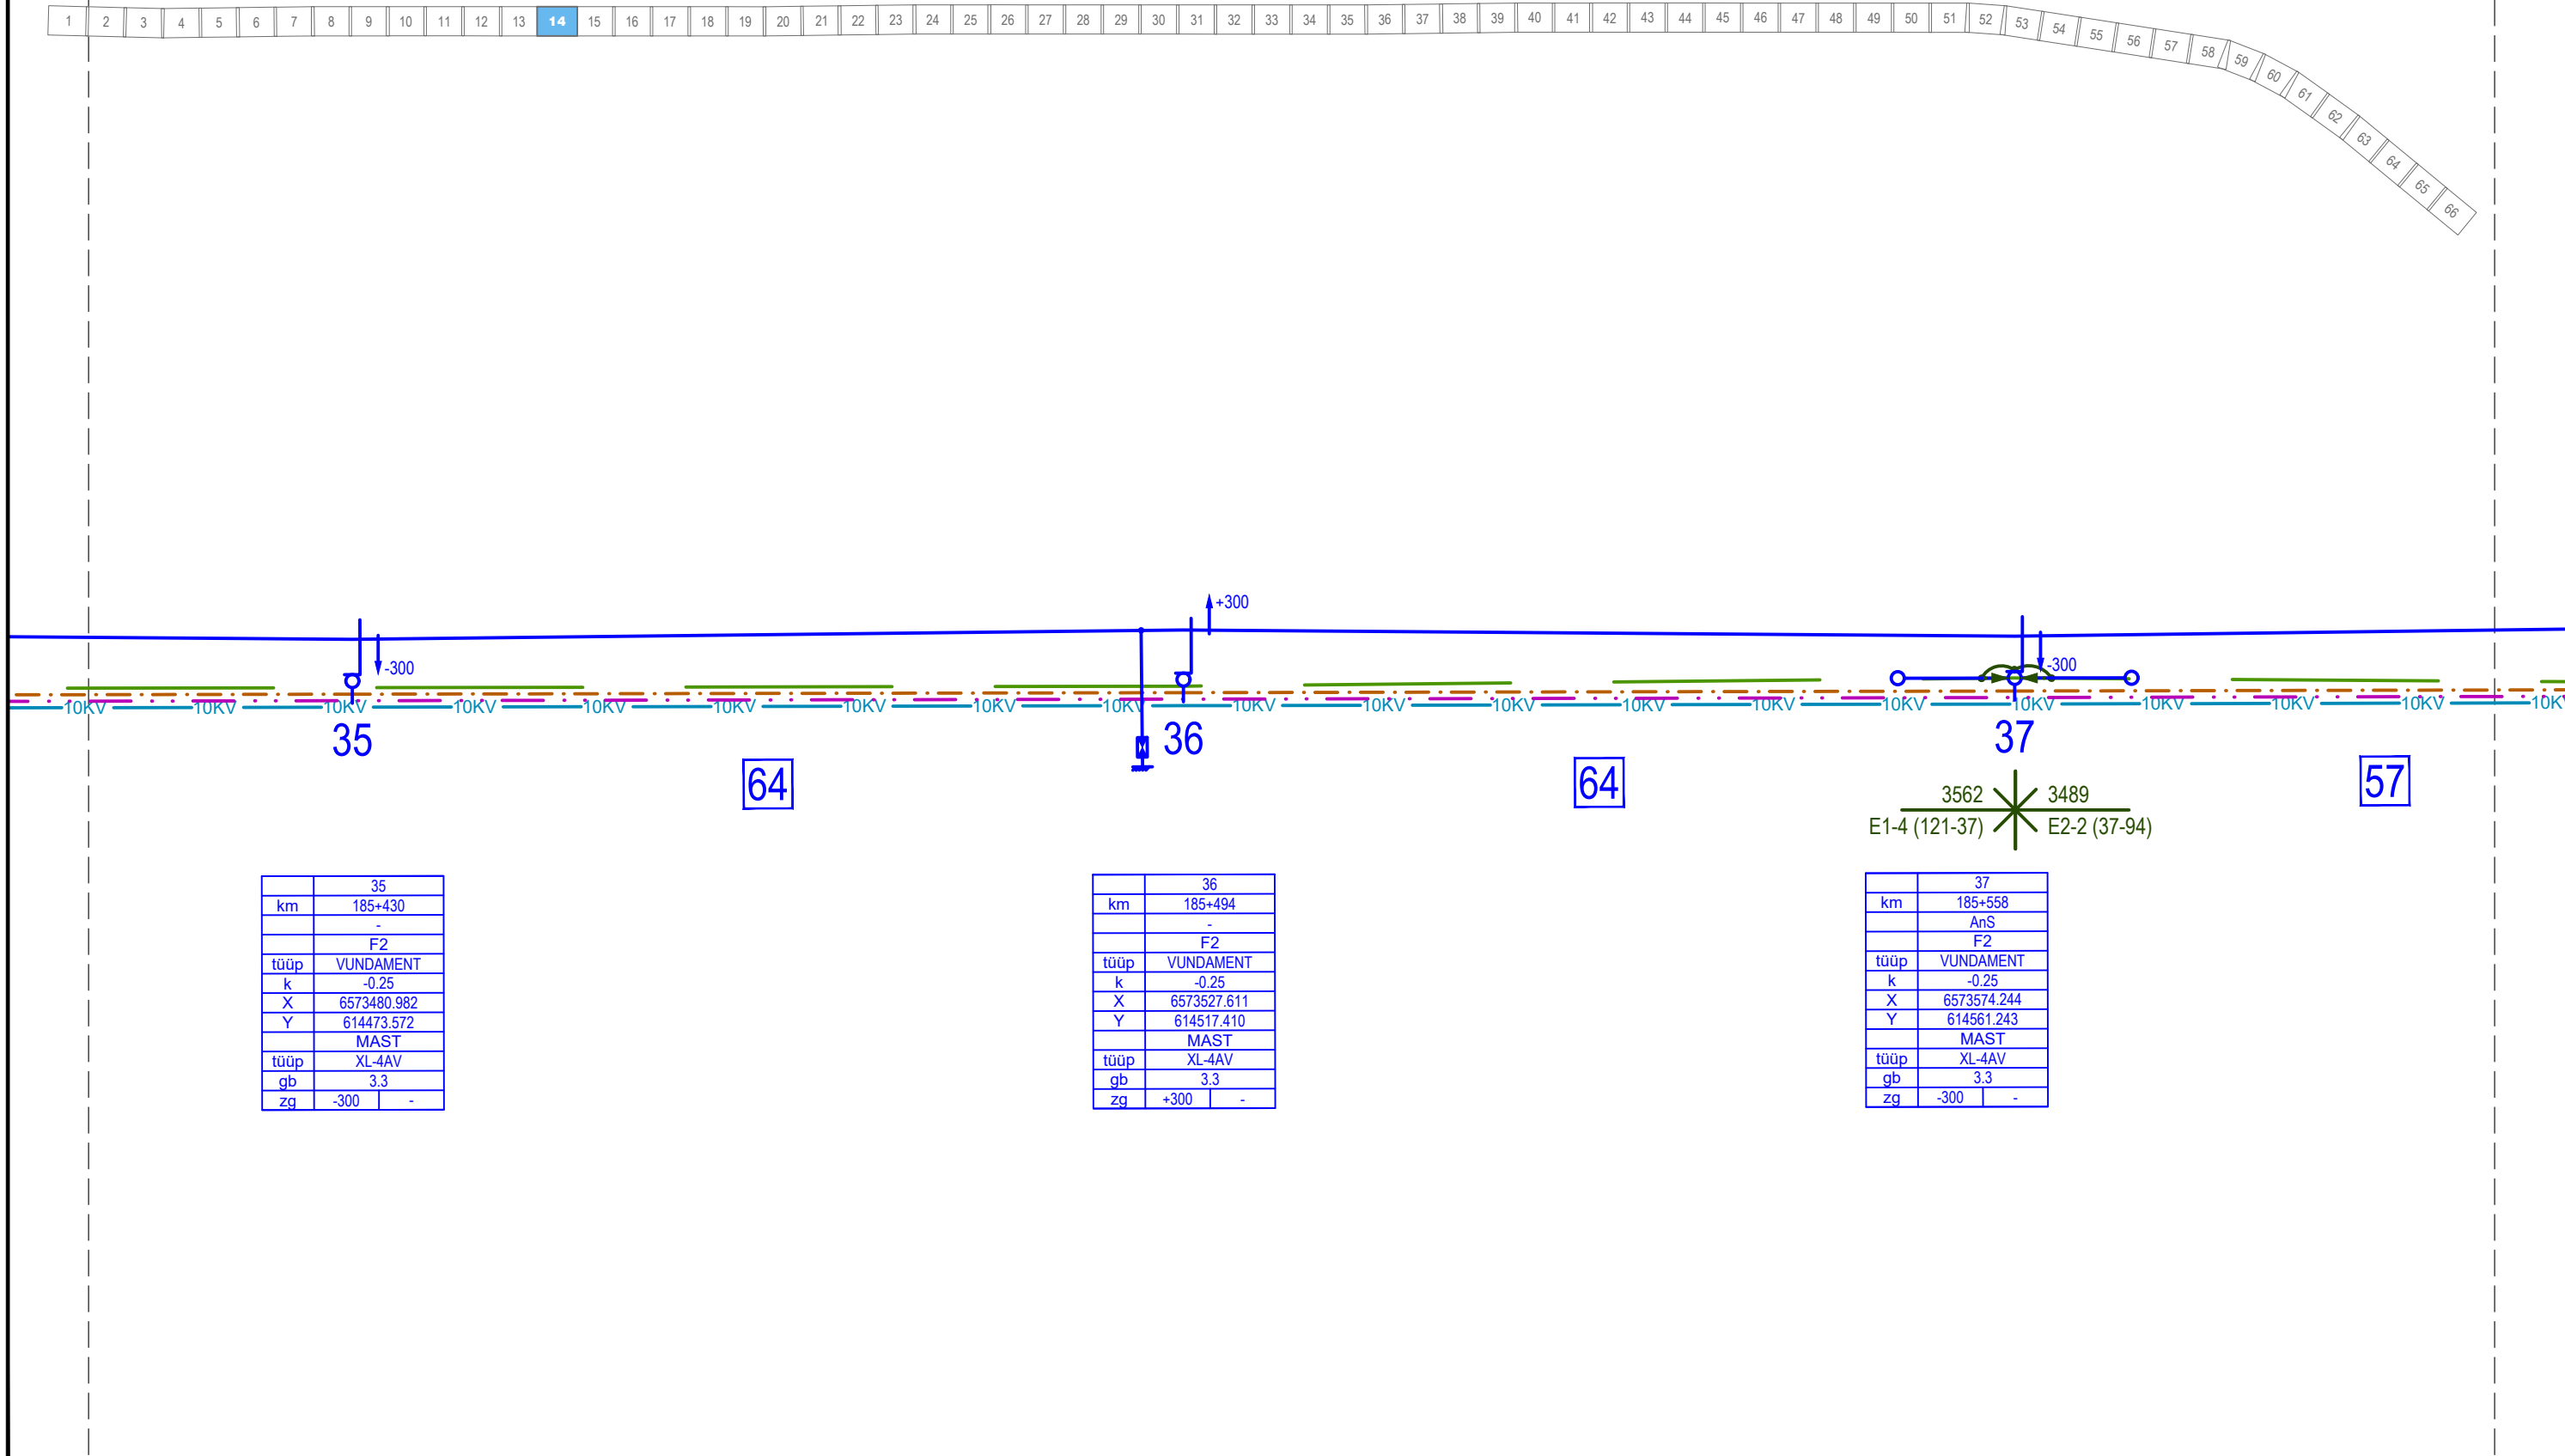 1 2 3 4 5 6 7 8 9 10 11 12 13 14 15 16 17 18 19 20 21 22 23 24 25 26 27 28 29 30 31 32 33 34 35 36 37 38 39 40 41 42 43 44 45 46 47 48 49 50 51 52 53 54 55 56 57 58 59 60 61 62 63 64 65 66
+300
-300
-300
10KV 10KV 10KV 10KV 10KV 10KV 10KV 10KV 10KV 10KV 10KV 10KV 10KV 10KV 10KV 10KV 10KV 10KV 10KV 10KV
35 36 37
64 64 57
3562 3489
E1-4 (121-37) E2-2 (37-94)
35
km 185+430
-
F2
tüüp VUNDAMENT
k -0.25
X 6573480.982
Y 614473.572
MAST
tüüp XL-4AV
gb 3.3
zg -300 -
36
km 185+494
-
F2
tüüp VUNDAMENT
k -0.25
X 6573527.611
Y 614517.410
MAST
tüüp XL-4AV
gb 3.3
zg +300 -
37
km 185+558
AnS
F2
tüüp VUNDAMENT
k -0.25
X 6573574.244
Y 614561.243
MAST
tüüp XL-4AV
gb 3.3
zg -300 -